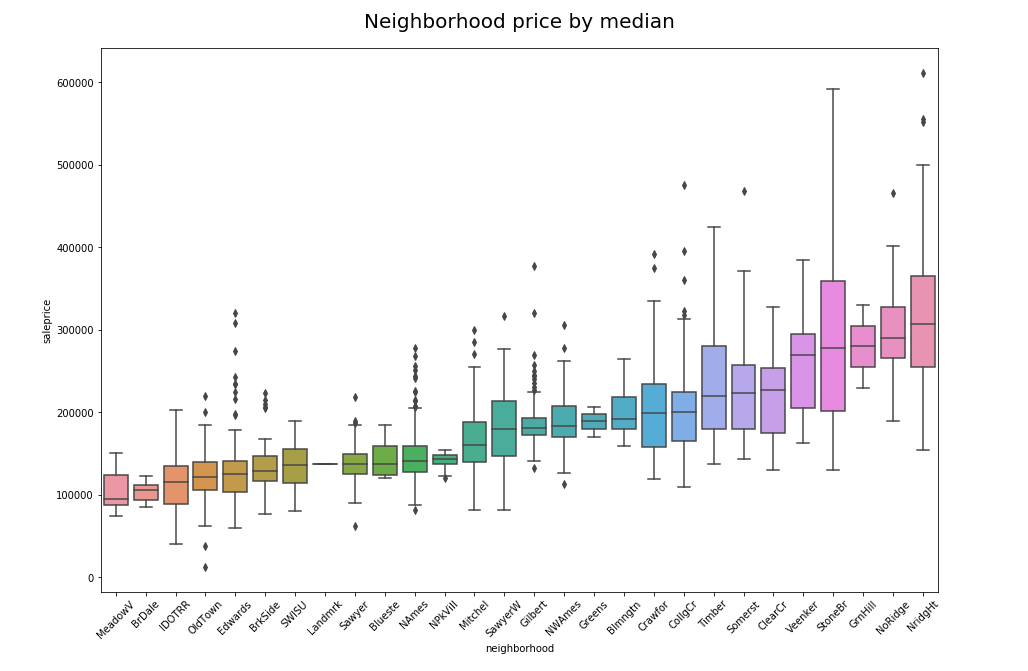 Neighborhood price by median
saleprice
600000
500000
400000
300000
200000
100000
0
MeadowV
BrDale
IDOTRR
OldTown
Edwards
BrkSide
SWISU
Landmrk
Sawyer
Blueste
NAmes
NPkVill
Mitchel
SawyerW
Gilbert
NWAmes
Greens
Blmngtn
Crawfor
CollgCr
Timber
Somerst
ClearCr
Veenker
StoneBr
GrnHill
NoRidge
NridgHt
neighborhood